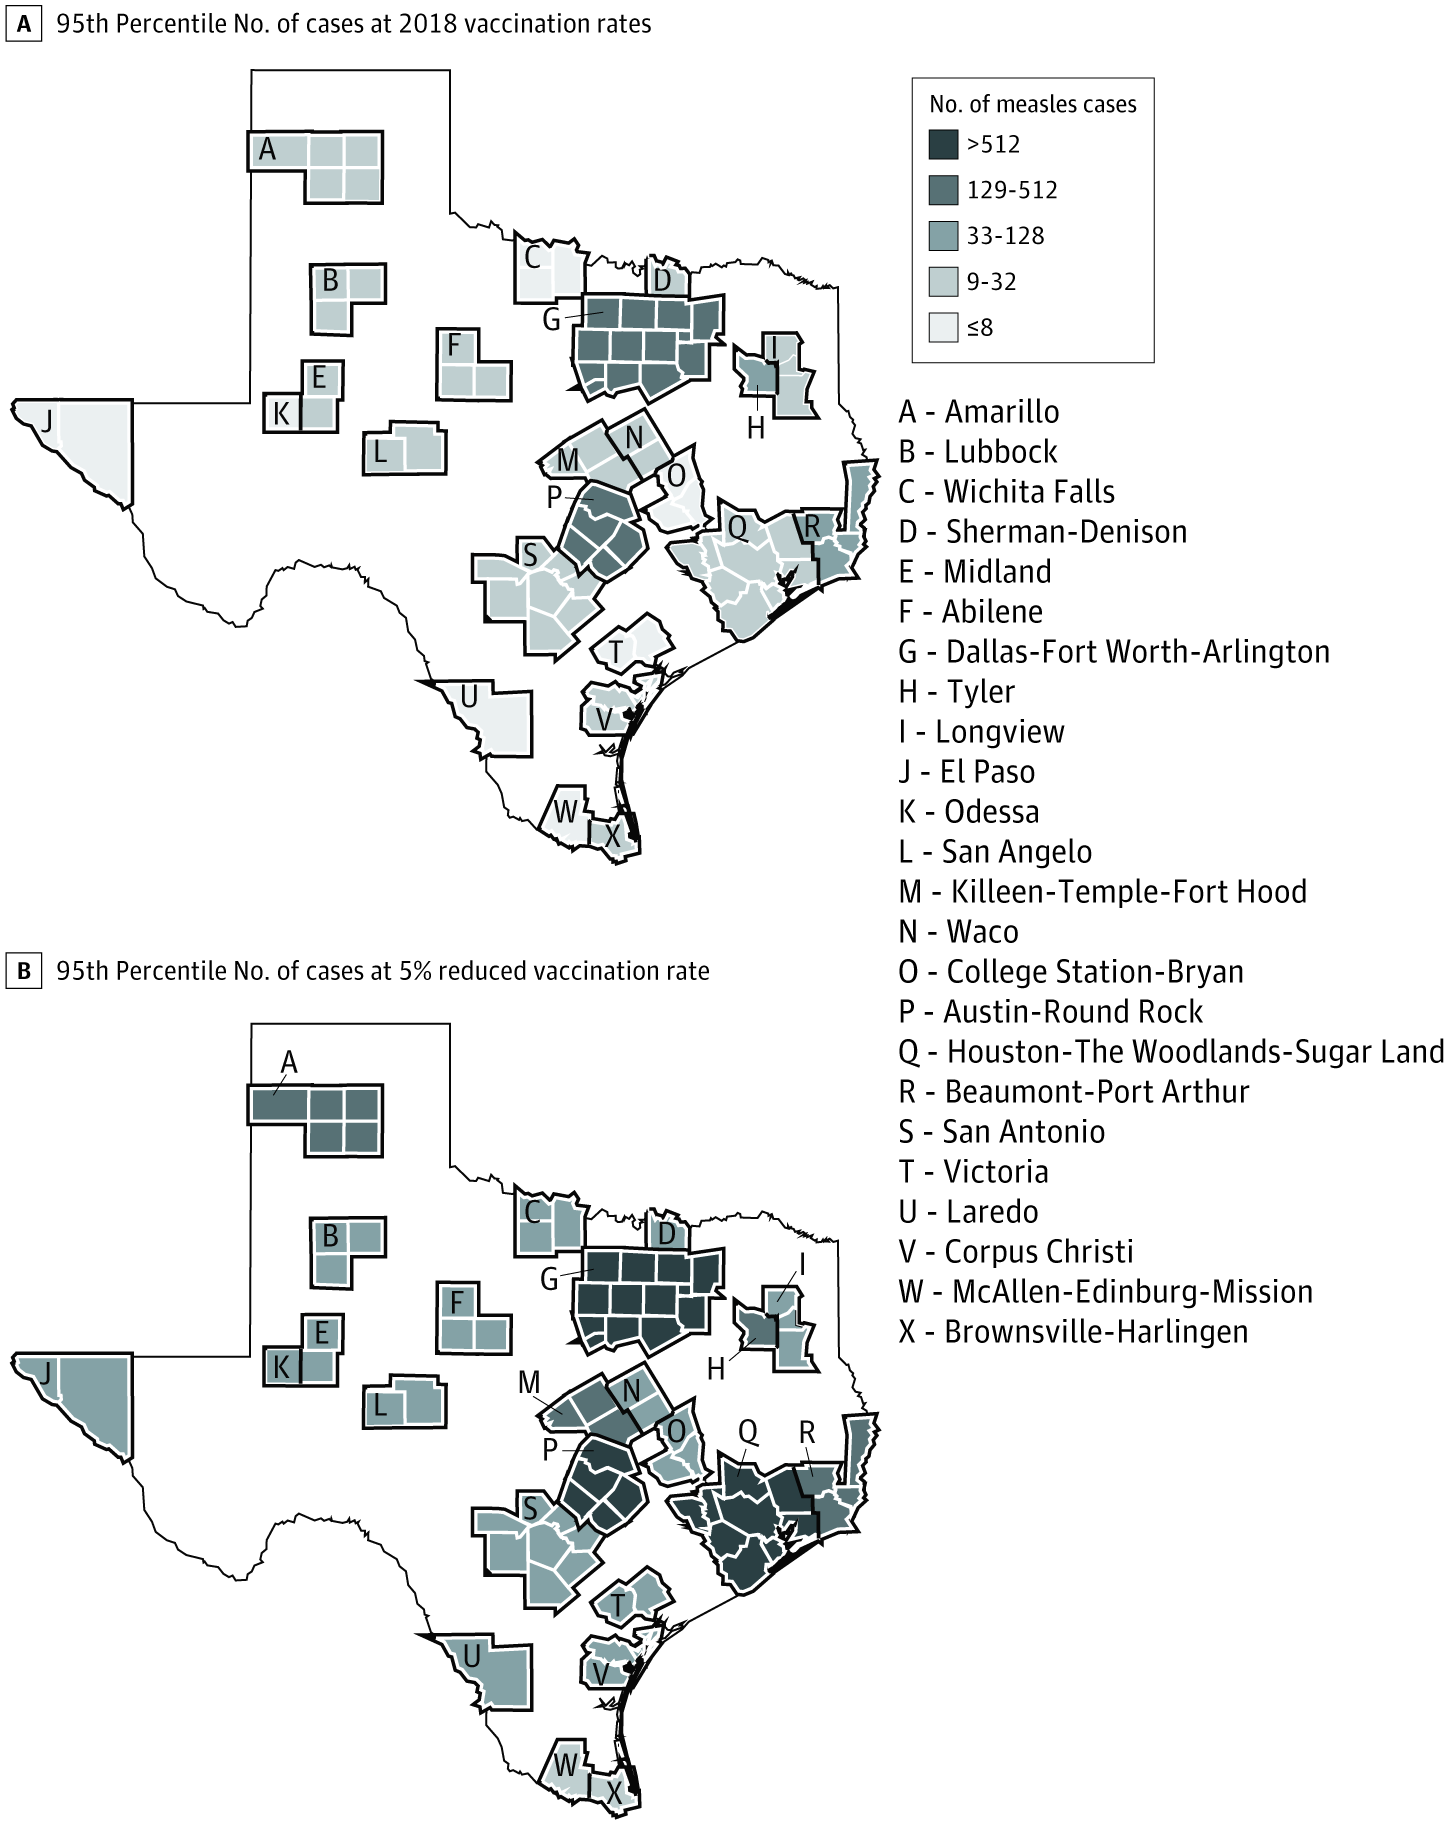 A 95th Percentile No. of cases at 2018 vaccination rates
No. of measles cases
>512
129-512
33-128
9-32
≤8
A
B
C
D
G
F
I
E
K
H
J
L
N
M
O
P
Q
R
S
T
U
V
W
X
A - Amarillo
B - Lubbock
C - Wichita Falls
D - Sherman-Denison
E - Midland
F - Abilene
G - Dallas-Fort Worth-Arlington
H - Tyler
I - Longview
J - El Paso
K - Odessa
L - San Angelo
M - Killeen-Temple-Fort Hood
N - Waco
O - College Station-Bryan
P - Austin-Round Rock
Q - Houston-The Woodlands-Sugar Land
R - Beaumont-Port Arthur
S - San Antonio
T - Victoria
U - Laredo
V - Corpus Christi
W - McAllen-Edinburg-Mission
X - Brownsville-Harlingen
B 95th Percentile No. of cases at 5% reduced vaccination rate
A
C
B
D
I
G
F
E
K
H
J
M
N
L
O
Q
R
P
S
T
U
V
W
X